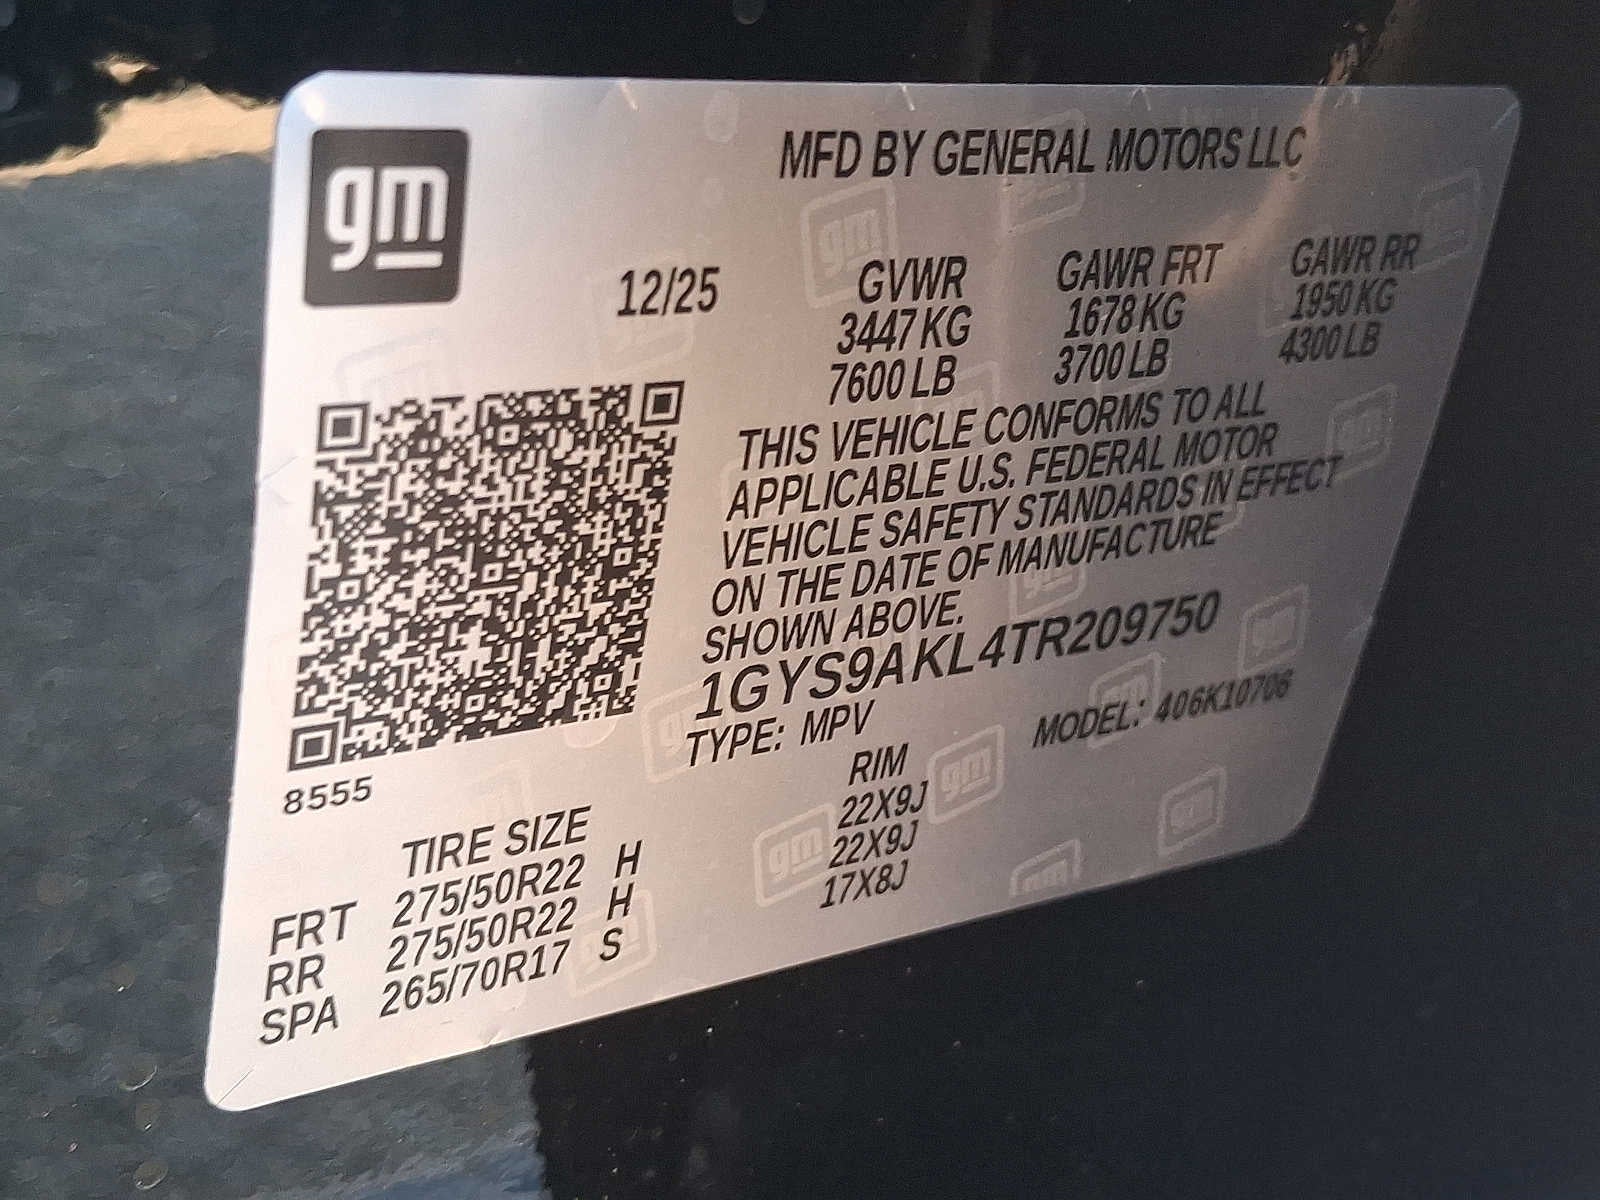 gm
MFD BY GENERAL MOTORS LLC
12/25 GVWR GAWR FRT GAWR RR
3447 KG 1678 KG 1950 KG
7600 LB 3700 LB 4300 LB
THIS VEHICLE CONFORMS TO ALL
APPLICABLE U.S. FEDERAL MOTOR
VEHICLE SAFETY STANDARDS IN EFFECT
ON THE DATE OF MANUFACTURE
SHOWN ABOVE.
1GYS9AKL4TR209750
TYPE: MPV MODEL: 406K10706
8555
TIRE SIZE RIM
FRT 275/50R22 H 22X9J
RR 275/50R22 H 22X9J
SPA 265/70R17 S 17X8J